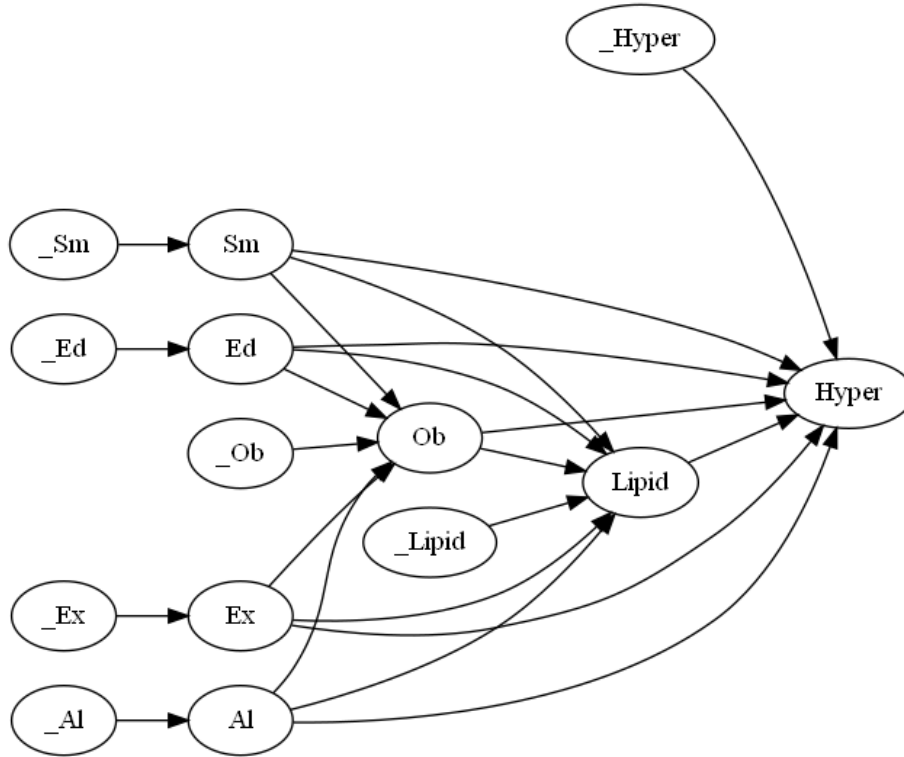 _Hyper
_Sm
Sm
_Ed
Ed
Hyper
_Ob
Ob
Lipid
_Lipid
_Ex
Ex
_Al
Al